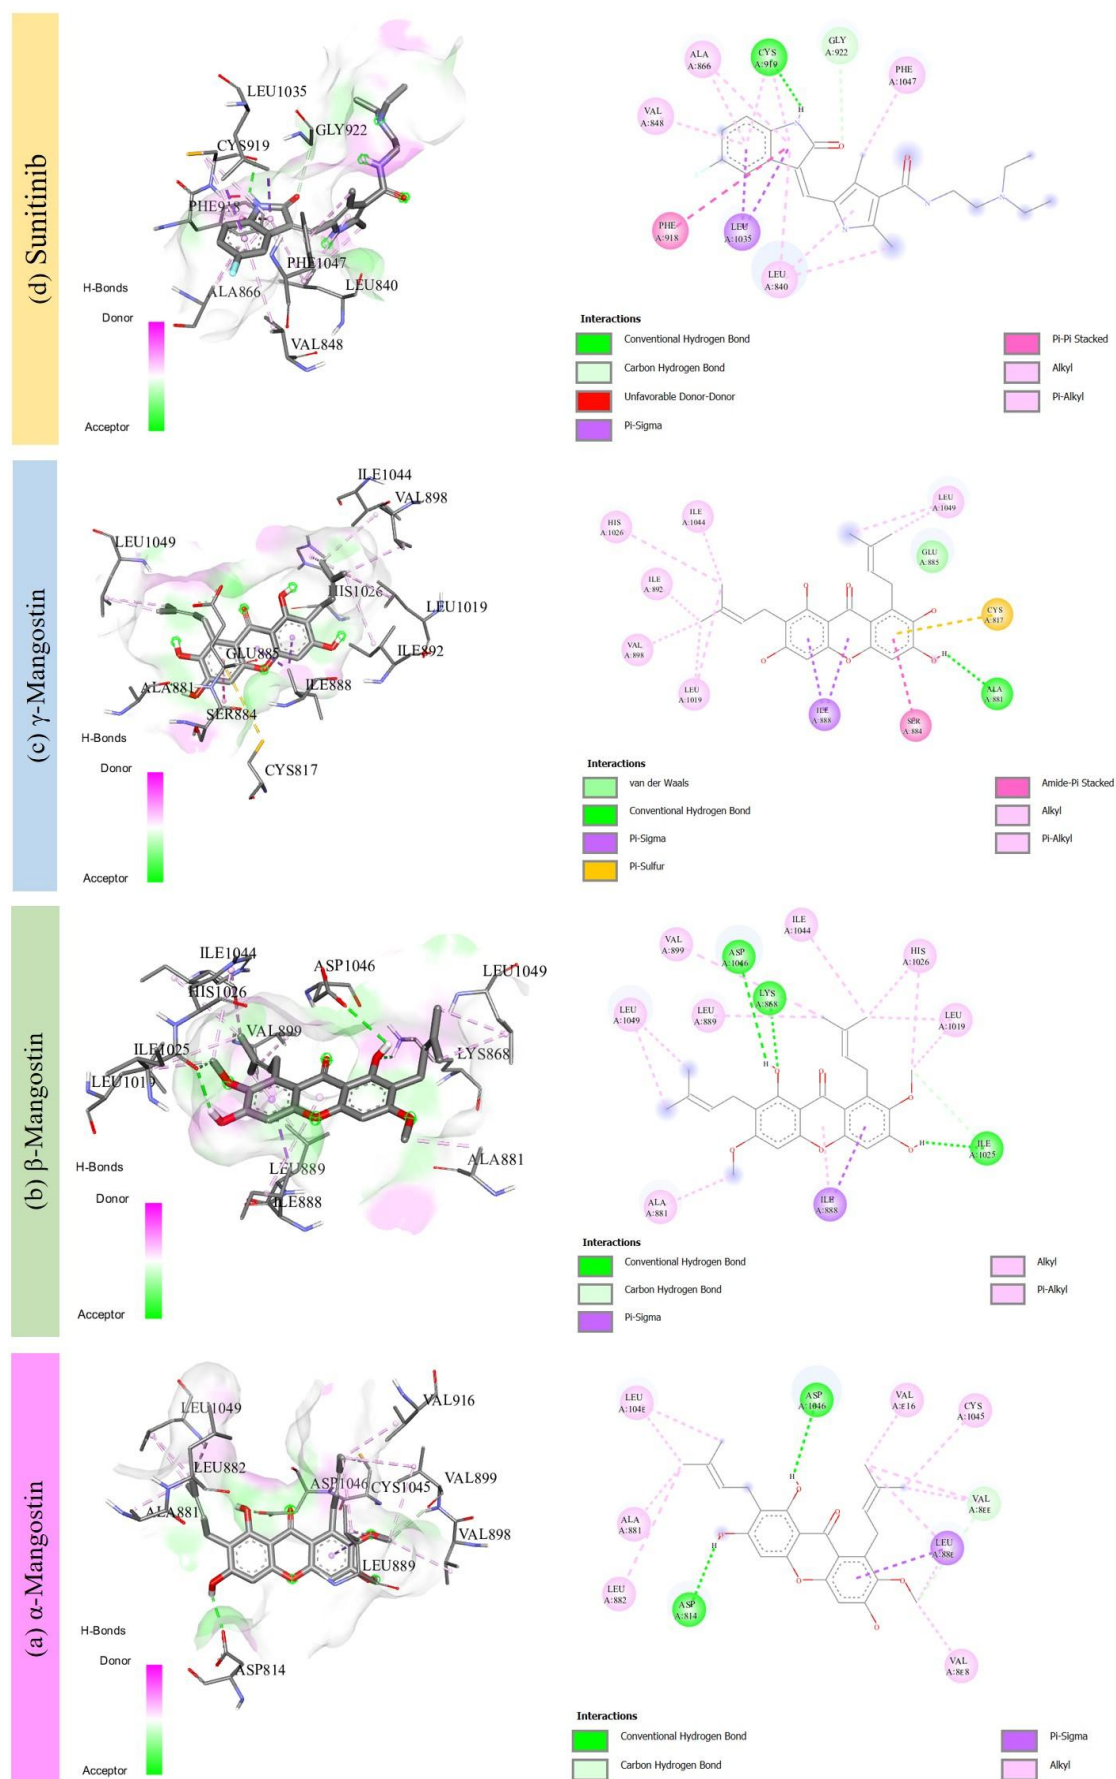 (d) Sunitinib
LEU1035
GLY922
CYS919
PHE918
PHE1047
LEU840
ALA866
VAL848
H-Bonds
Donor
Acceptor
ALA
A:866
CYS
A:919
GLY
922
PHE
A:1047
VAL
A:848
H
O
O
N
PHE
A:918
LEU
A:1035
LEU
A:840
Interactions
Conventional Hydrogen Bond
Carbon Hydrogen Bond
Unfavorable Donor-Donor
Pi-Sigma
Pi-Pi Stacked
Alkyl
Pi-Alkyl
(c) γ-Mangostin
ILE1044
VAL898
LEU1049
HIS1026
LEU1019
GLU885
ILE892
ALA881
ILE888
SER884
CYS817
H-Bonds
Donor
Acceptor
HIS
A:1026
ILE
A:1044
LEU
A:1049
GLU
A:885
ILE
A:892
CYS
A:817
VAL
A:898
LEU
A:1019
ILE
A:888
SER
A:884
ALA
A:881
Interactions
van der Waals
Conventional Hydrogen Bond
Pi-Sigma
Pi-Sulfur
Amide-Pi Stacked
Alkyl
Pi-Alkyl
(b) β-Mangostin
ILE1044
HIS1026
ASP1046
LEU1049
VAL899
ILE1025
LYS868
LEU1019
LEU889
ALA881
ILE888
H-Bonds
Donor
Acceptor
VAL
A:899
ASP
A:1046
ILE
A:1044
HIS
A:1026
LYS
A:868
LEU
A:1049
LEU
A:889
LEU
A:1019
ILE
A:1025
ALA
A:881
ILE
A:888
Interactions
Conventional Hydrogen Bond
Carbon Hydrogen Bond
Pi-Sigma
Alkyl
Pi-Alkyl
(a) α-Mangostin
VAL916
LEU1049
LEU882
ASP1046
CYS1045
VAL899
ALA881
VAL898
LEU889
ASP814
H-Bonds
Donor
Acceptor
LEU
ASP
A:1046
VAL
CYS
A:1045
ALA
A:881
VAL
LEU
LEU
A:882
ASP
A:814
VAL
Interactions
Conventional Hydrogen Bond
Carbon Hydrogen Bond
Pi-Sigma
Alkyl